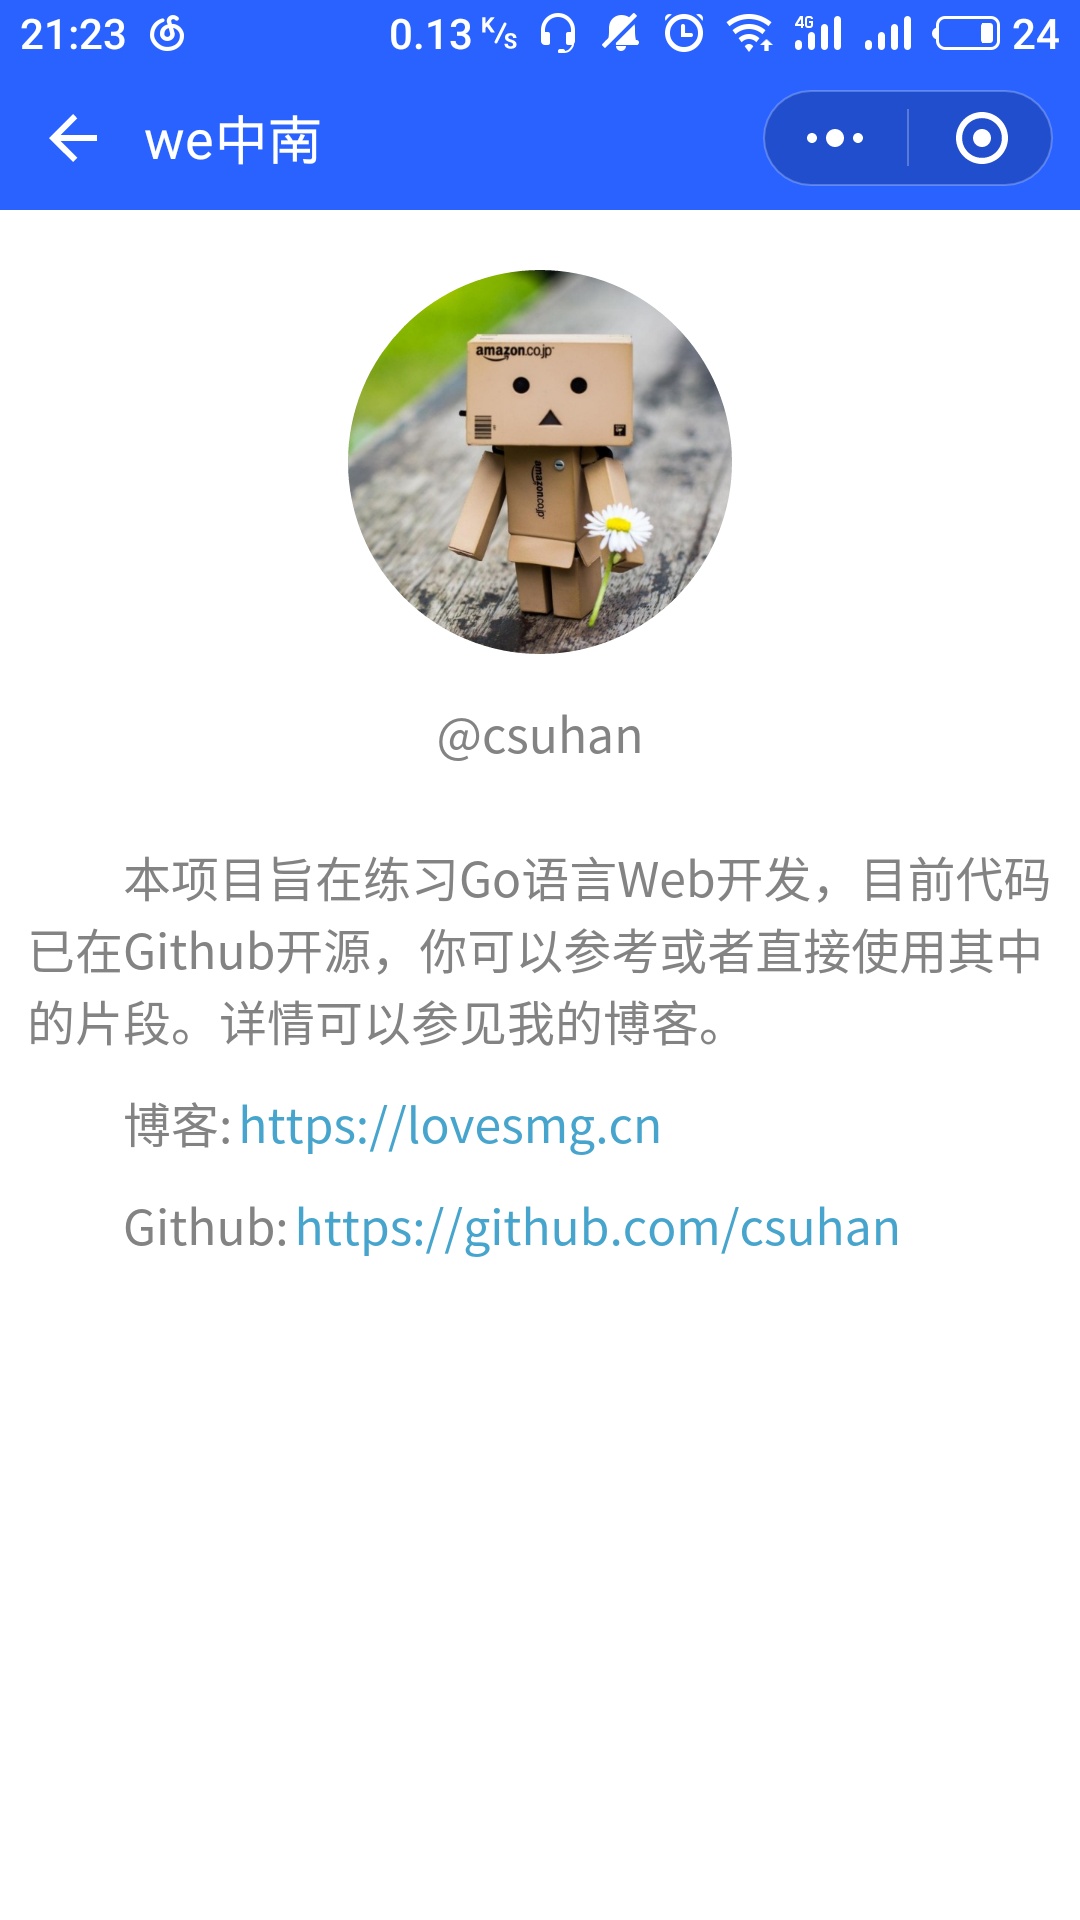 21:23 0.13 K/s 4G 24
we中南
amazon.co.jp
amazon.co.jp
@csuhan
本项目旨在练习Go语言Web开发，目前代码
已在Github开源，你可以参考或者直接使用其中
的片段。详情可以参见我的博客。
博客: https://lovesmg.cn
Github: https://github.com/csuhan